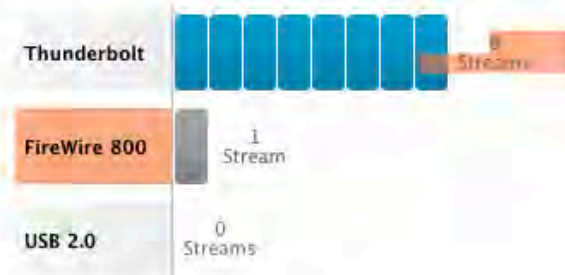 Thunderbolt
8
Streams
FireWire 800
1
Stream
USB 2.0
0
Streams